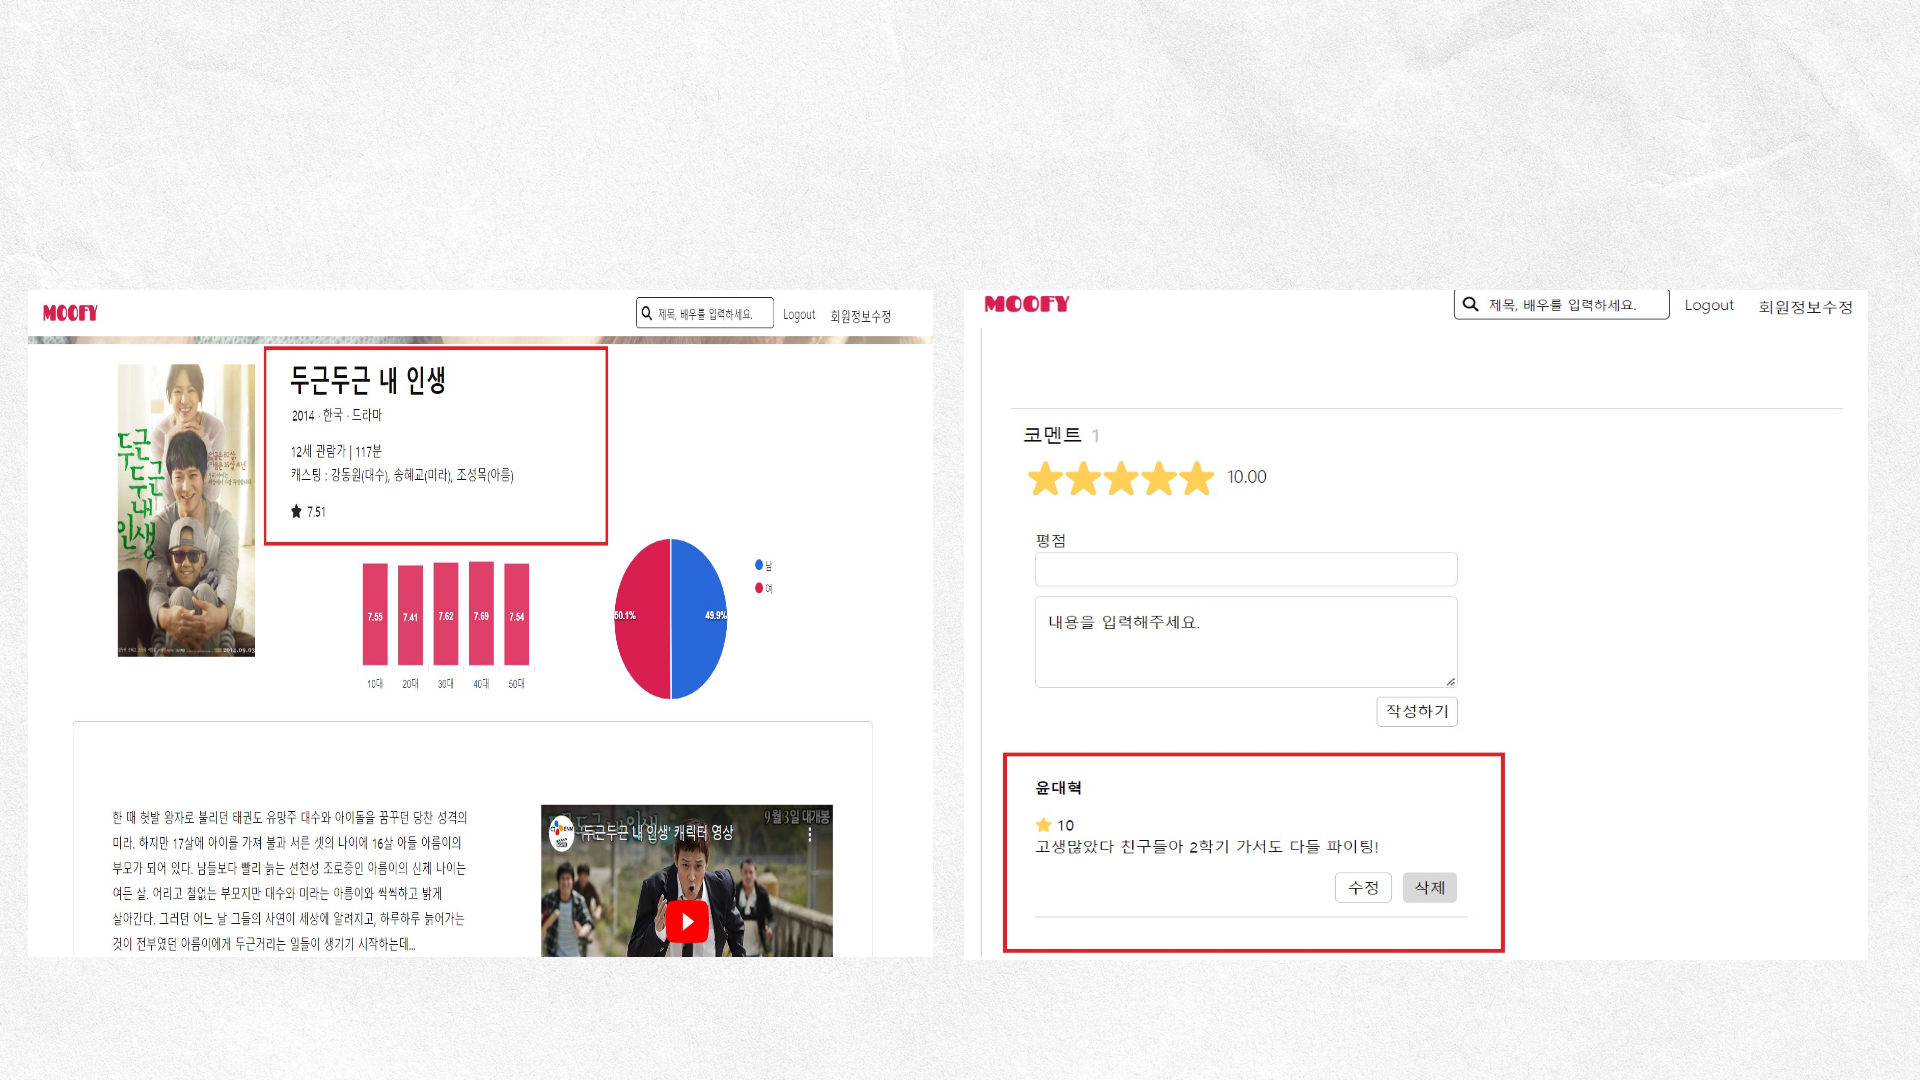 MOOFY
제목, 배우를 입력하세요.
Logout
회원정보수정
두근두근 내 인생
2014 · 한국 · 드라마
12세 관람가 | 117분
캐스팅 : 강동원(대수), 송혜교(미라), 조성목(아름)
★ 7.51
두근
두근
내
인생
2014.09.03
7.55
7.41
7.62
7.69
7.54
10대
20대
30대
40대
50대
50.1%
49.9%
남
여
한 때 헛발 왕자로 불리던 태권도 유망주 대수와 아이돌을 꿈꾸던 당찬 성격의
미라. 하지만 17살에 아이를 가져 불과 서른 셋의 나이에 16살 아들 아름이의
부모가 되어 있다. 남들보다 빨리 늙는 선천성 조로증인 아름이의 신체 나이는
여든 살. 어리고 철없는 부모지만 대수와 미라는 아름이와 씩씩하고 밝게
살아간다. 그러던 어느 날 그들의 사연이 세상에 알려지고, 하루하루 늙어가는
것이 전부였던 아름이에게 두근거리는 일들이 생기기 시작하는데...
CJ ENM
'두근두근 내 인생' 캐릭터 영상
9월 3일 대개봉
MOOFY
제목, 배우를 입력하세요.
Logout
회원정보수정
코멘트 1
10.00
평점
내용을 입력해주세요.
작성하기
윤대혁
10
고생많았다 친구들아 2학기 가서도 다들 파이팅!
수정
삭제